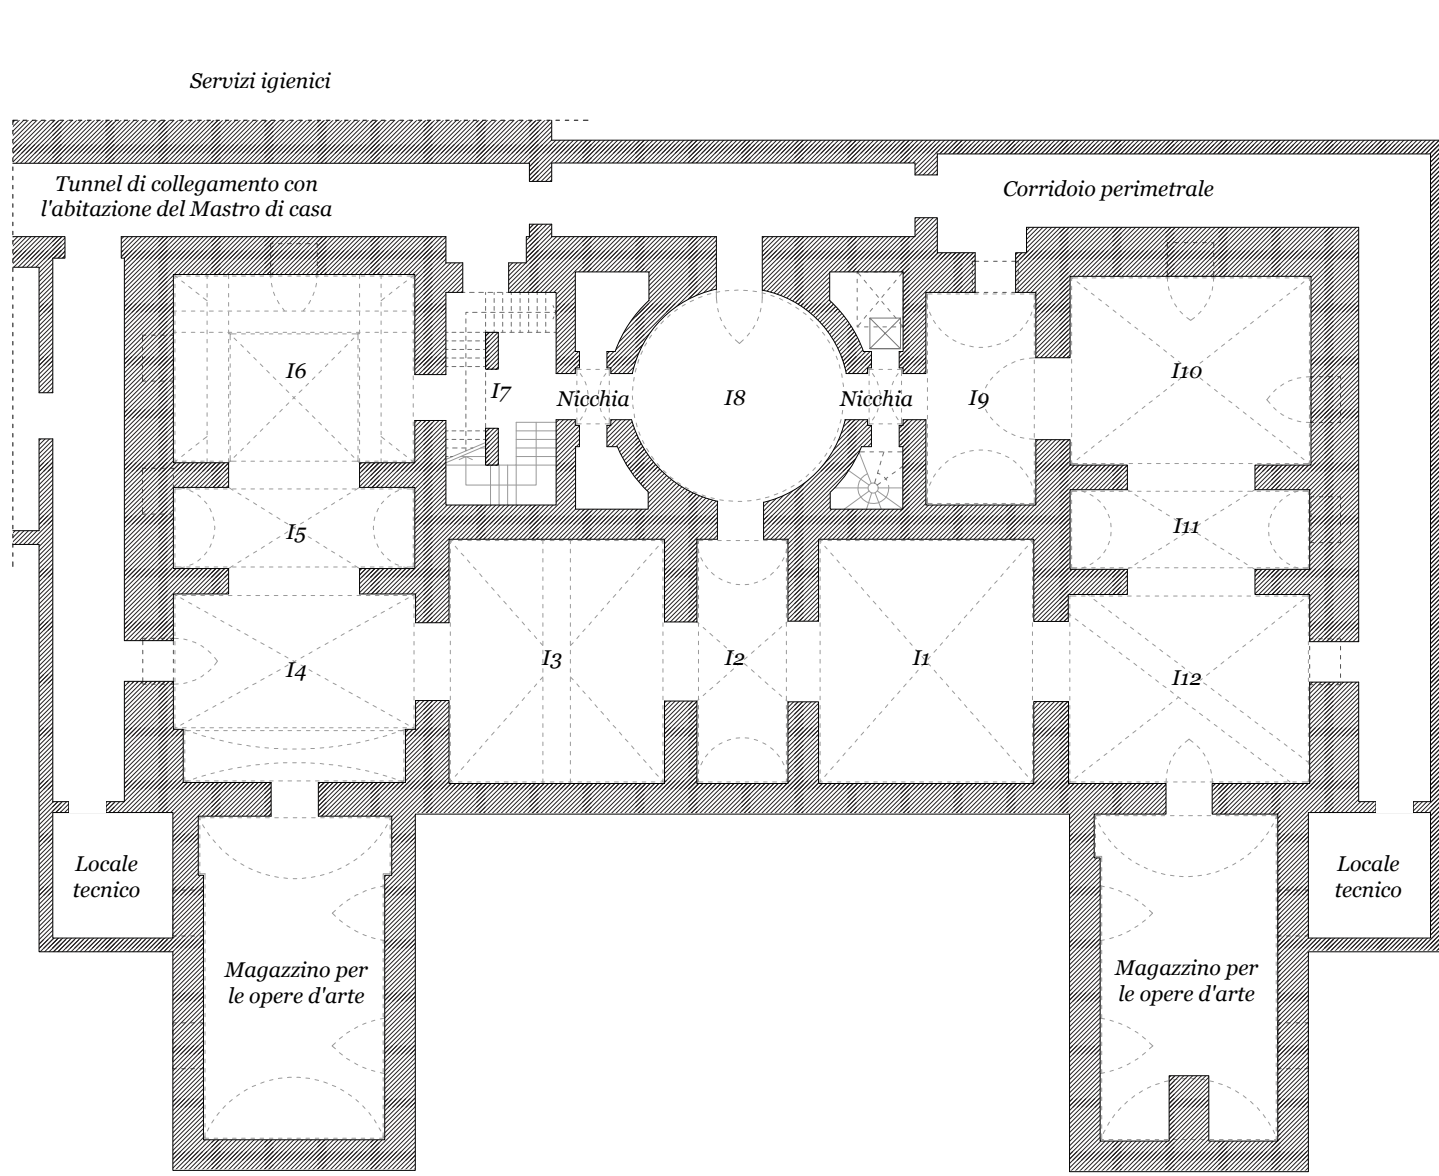 Servizi igienici
Tunnel di collegamento con
l'abitazione del Mastro di casa
Corridoio perimetrale
I6
I7
Nicchia
I8
Nicchia
I9
I10
I5
I11
I4
I3
I2
I1
I12
Locale
tecnico
Locale
tecnico
Magazzino per
le opere d'arte
Magazzino per
le opere d'arte